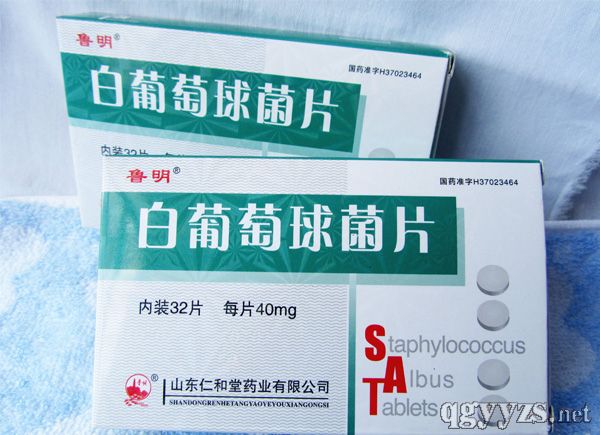 鲁明®
国药准字H37023464
白葡萄球菌片
内装32片
鲁明®
国药准字H37023464
白葡萄球菌片
内装32片 每片40mg
Staphylococcus
Albus
Tablets
®
山东仁和堂药业有限公司
SHANDONGRENHETANGYAOYEYOUXIANGONGSI
qgyyzs.net